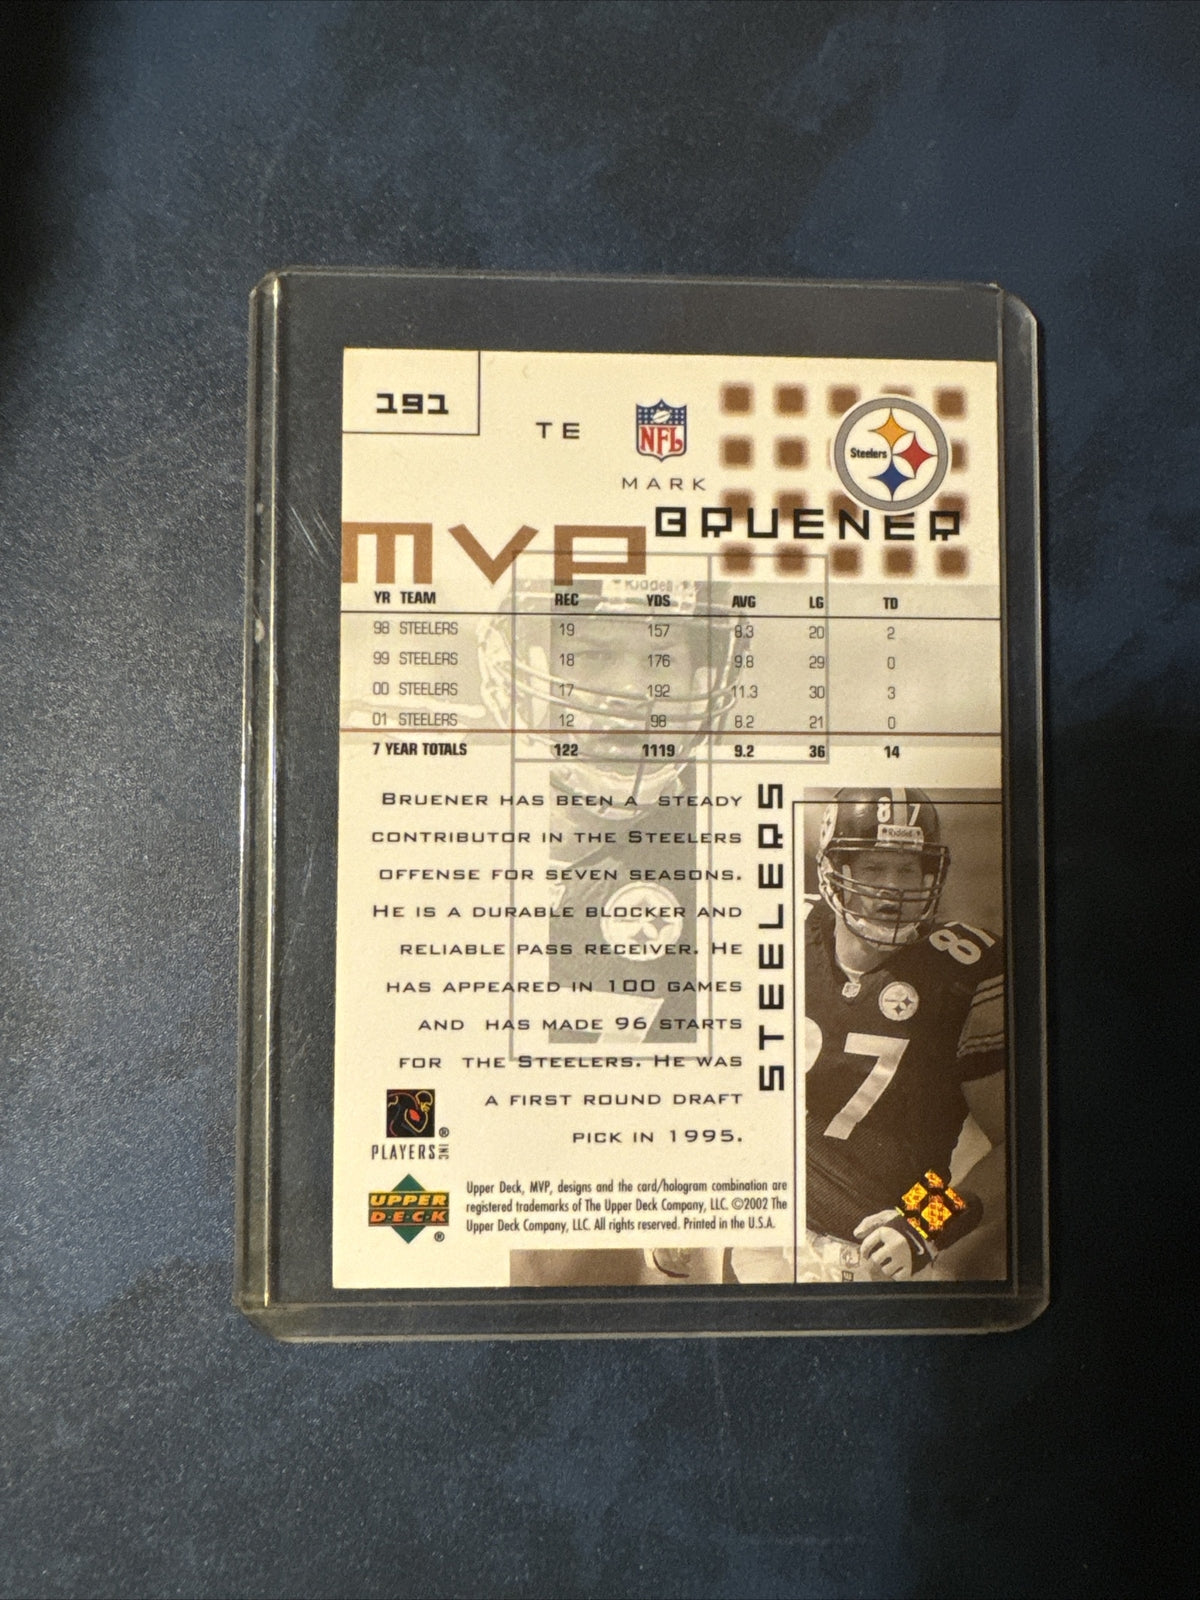 191
TE
NFL
Steelers
MARK
BRUENER
MVP
Riddell
YR TEAM REC YDS AVG LG TD
98 STEELERS 19 157 8.3 20 2
99 STEELERS 18 176 9.8 29 0
00 STEELERS 17 192 11.3 30 3
01 STEELERS 12 98 8.2 21 0
7 YEAR TOTALS 122 1119 9.2 36 14
BRUENER HAS BEEN A STEADY
CONTRIBUTOR IN THE STEELERS
OFFENSE FOR SEVEN SEASONS.
HE IS A DURABLE BLOCKER AND
RELIABLE PASS RECEIVER. HE
HAS APPEARED IN 100 GAMES
AND HAS MADE 96 STARTS
FOR THE STEELERS. HE WAS
A FIRST ROUND DRAFT
PICK IN 1995.
STEELERS
87
Riddell
87
87
PLAYERS INC ®
UPPER
D·E·C·K
®
Upper Deck, MVP, designs and the card/hologram combination are
registered trademarks of The Upper Deck Company, LLC. ©2002 The
Upper Deck Company, LLC. All rights reserved. Printed in the U.S.A.